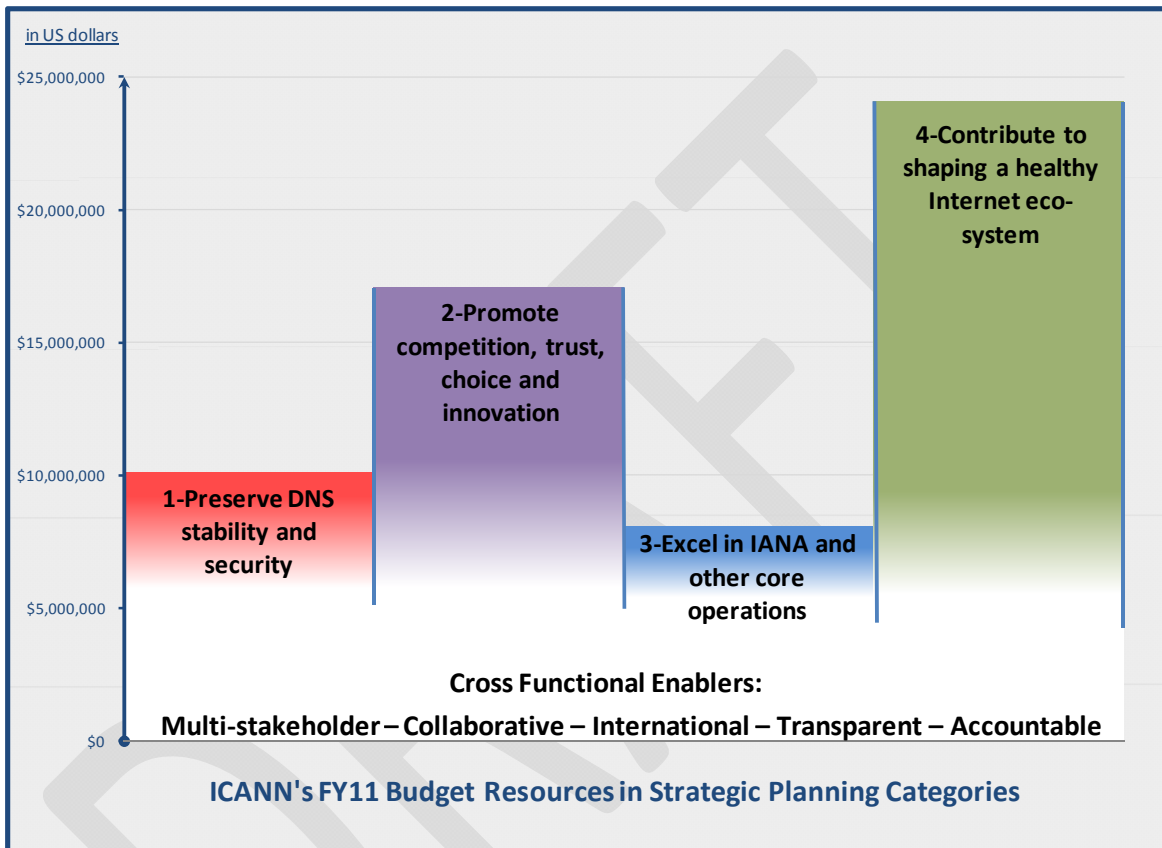 in US dollars
$25,000,000
$20,000,000
$15,000,000
$10,000,000
$5,000,000
$0
1-Preserve DNS
stability and
security
2-Promote
competition, trust,
choice and
innovation
3-Excel in IANA and
other core
operations
4-Contribute to
shaping a healthy
Internet eco-
system
Cross Functional Enablers:
Multi-stakeholder – Collaborative – International – Transparent – Accountable
ICANN's FY11 Budget Resources in Strategic Planning Categories
DRAFT